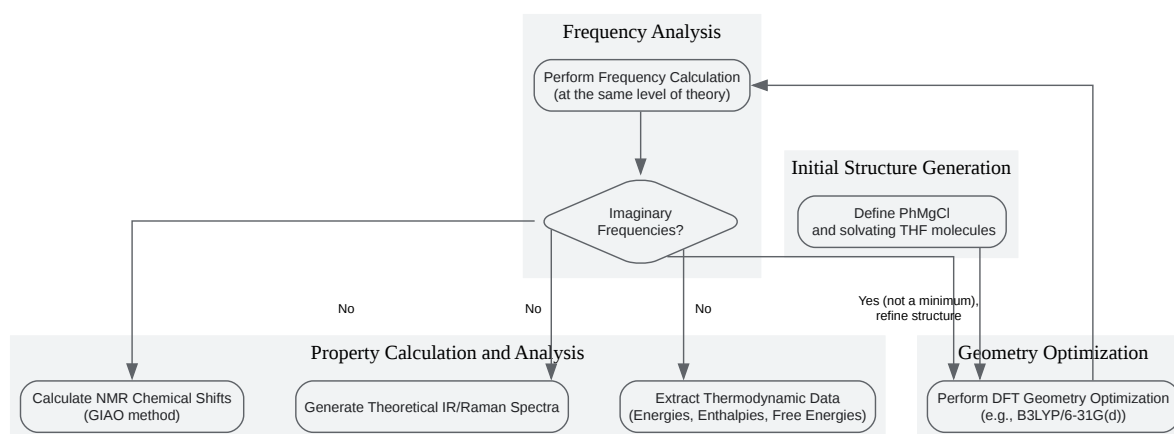 Frequency Analysis
Perform Frequency Calculation
(at the same level of theory)
Initial Structure Generation
Define PhMgCl
and solvating THF molecules
Imaginary
Frequencies?
No
No
No
Yes (not a minimum),
refine structure
Property Calculation and Analysis
Geometry Optimization
Calculate NMR Chemical Shifts
(GIAO method)
Generate Theoretical IR/Raman Spectra
Extract Thermodynamic Data
(Energies, Enthalpies, Free Energies)
Perform DFT Geometry Optimization
(e.g., B3LYP/6-31G(d))